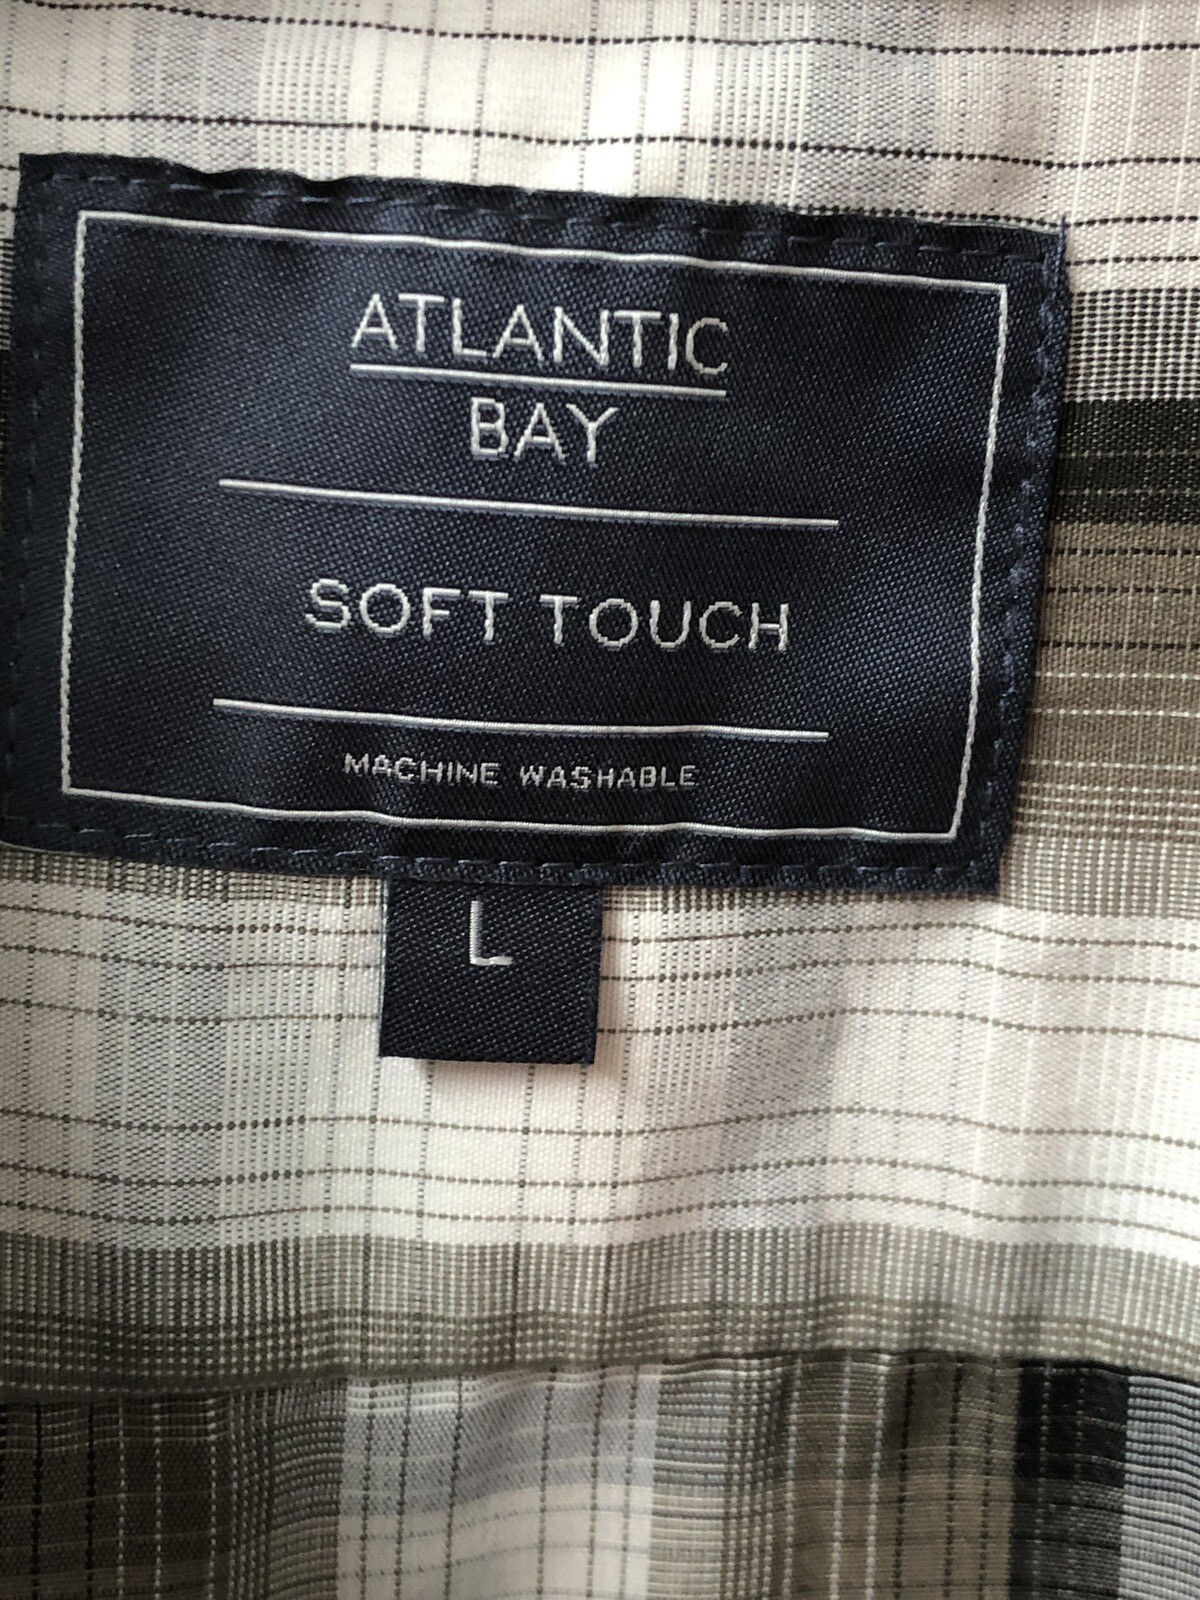 ATLANTIC
BAY
SOFT TOUCH
MACHINE WASHABLE
L